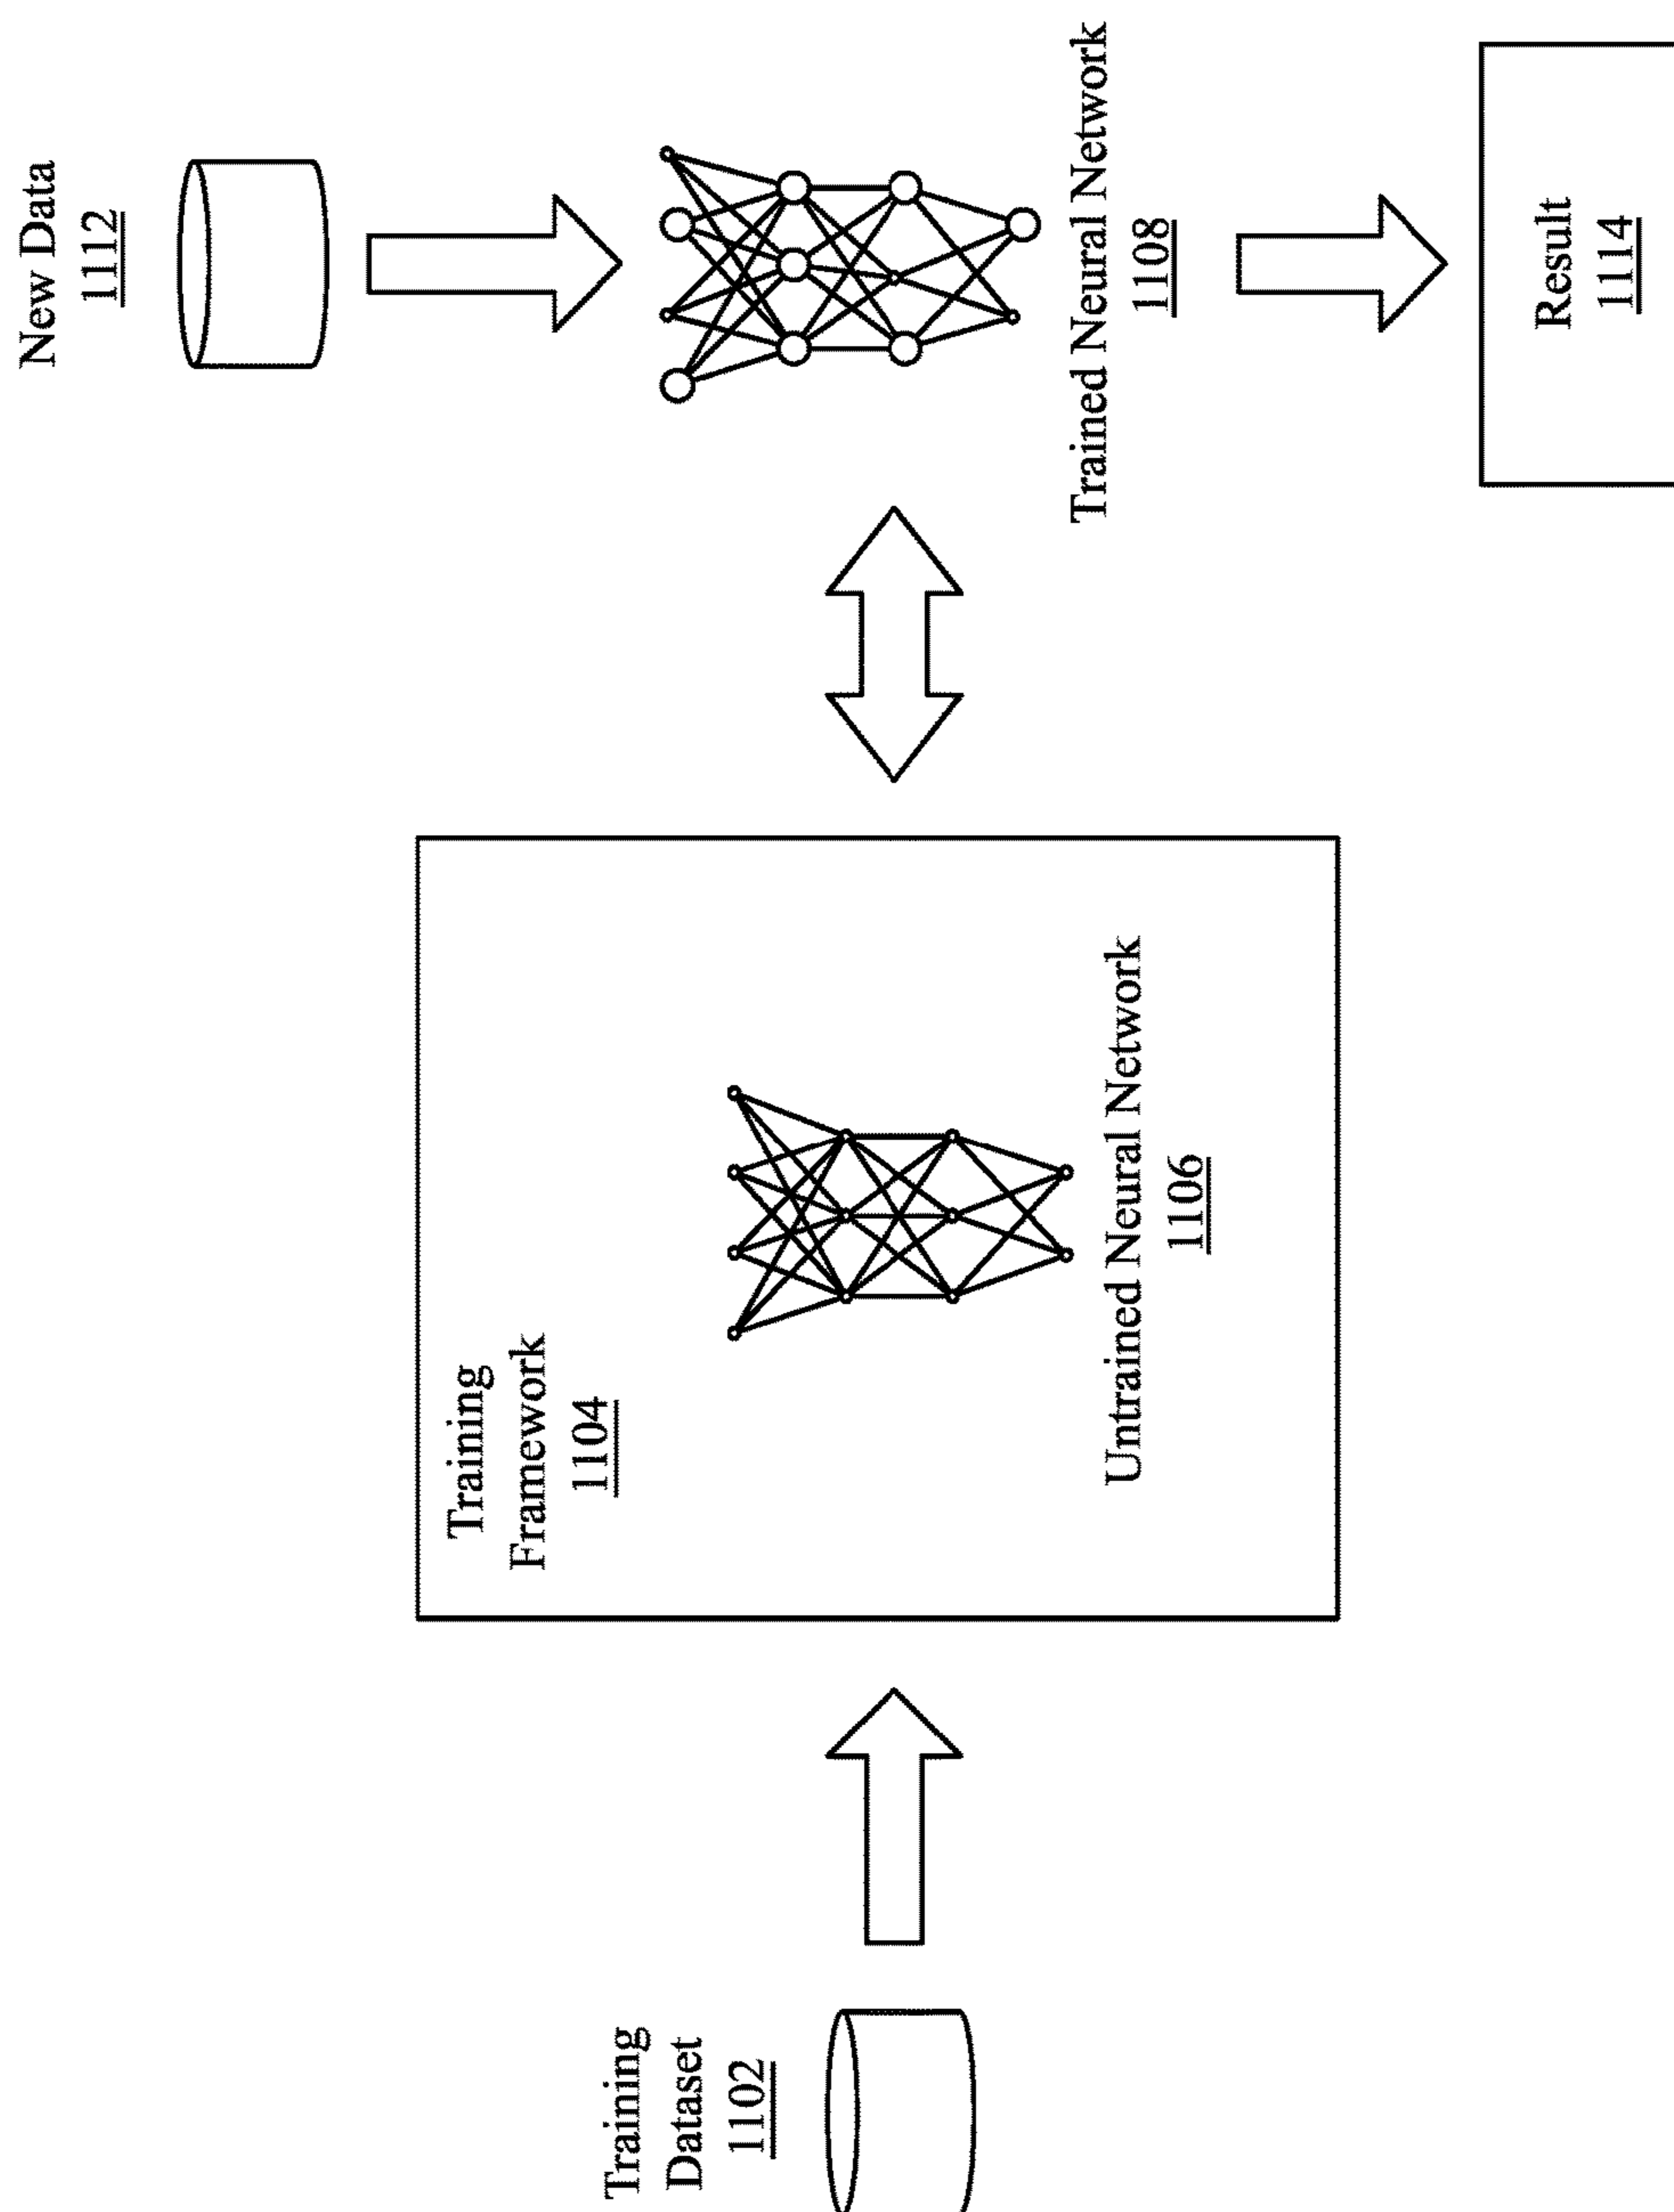 Training
Dataset
1102
Training
Framework
1104
Untrained Neural Network
1106
New Data
1112
Trained Neural Network
1108
Result
1114